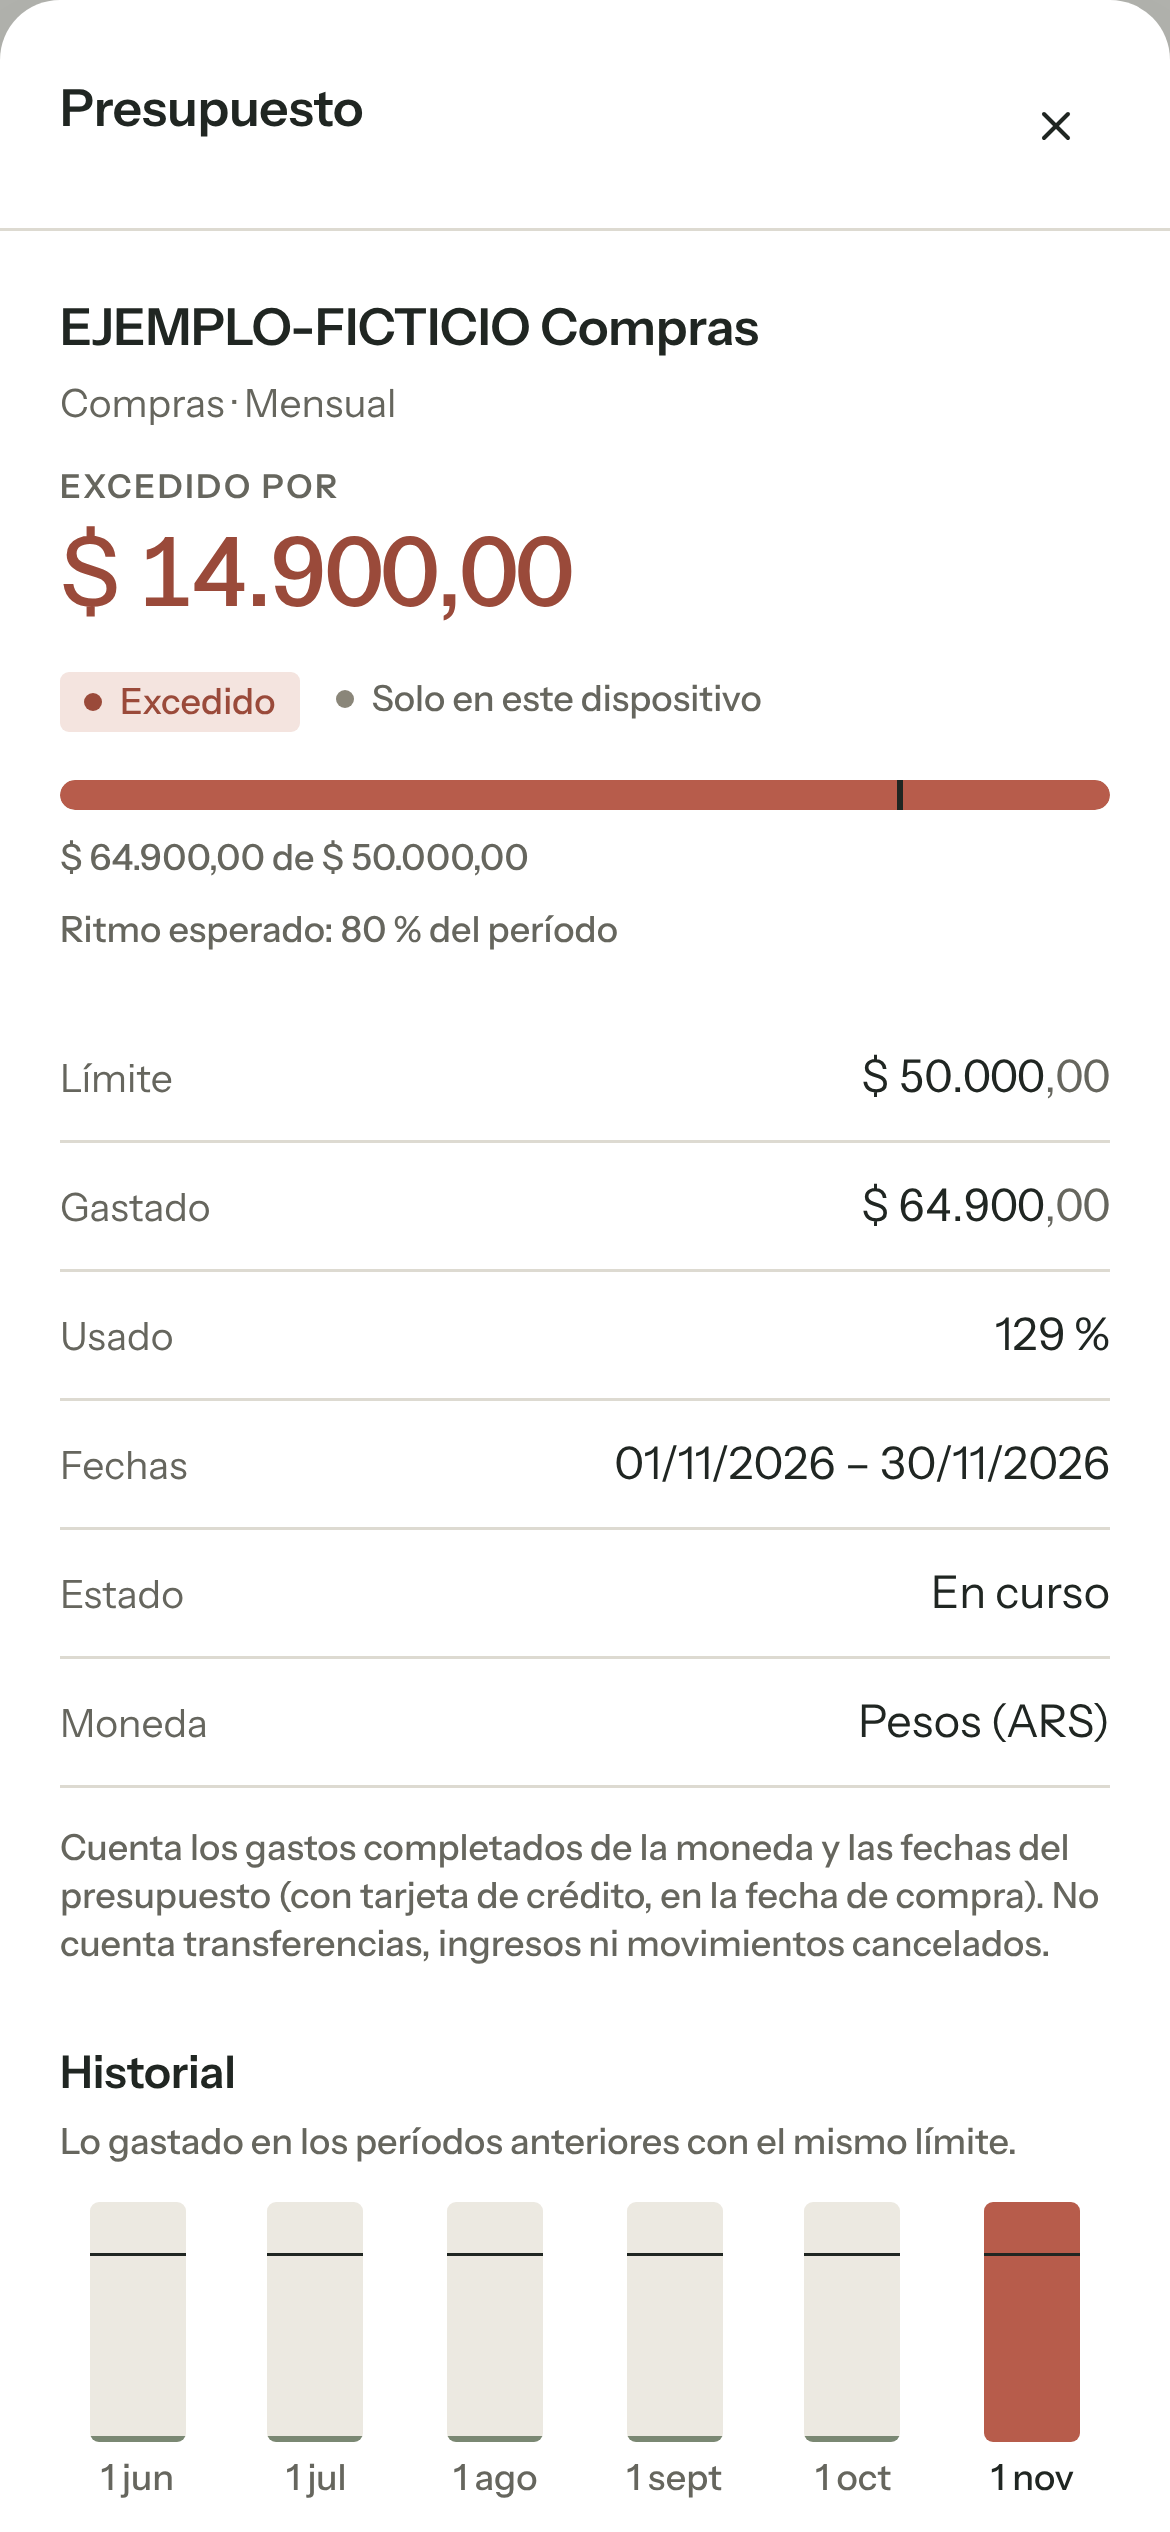 Presupuesto
EJEMPLO-FICTICIO Compras
Compras · Mensual
EXCEDIDO POR
$ 14.900,00
Excedido
Solo en este dispositivo
$ 64.900,00 de $ 50.000,00
Ritmo esperado: 80 % del período
Límite $ 50.000,00
Gastado $ 64.900,00
Usado 129 %
Fechas 01/11/2026 – 30/11/2026
Estado En curso
Moneda Pesos (ARS)
Cuenta los gastos completados de la moneda y las fechas del
presupuesto (con tarjeta de crédito, en la fecha de compra). No
cuenta transferencias, ingresos ni movimientos cancelados.
Historial
Lo gastado en los períodos anteriores con el mismo límite.
1 jun 1 jul 1 ago 1 sept 1 oct 1 nov